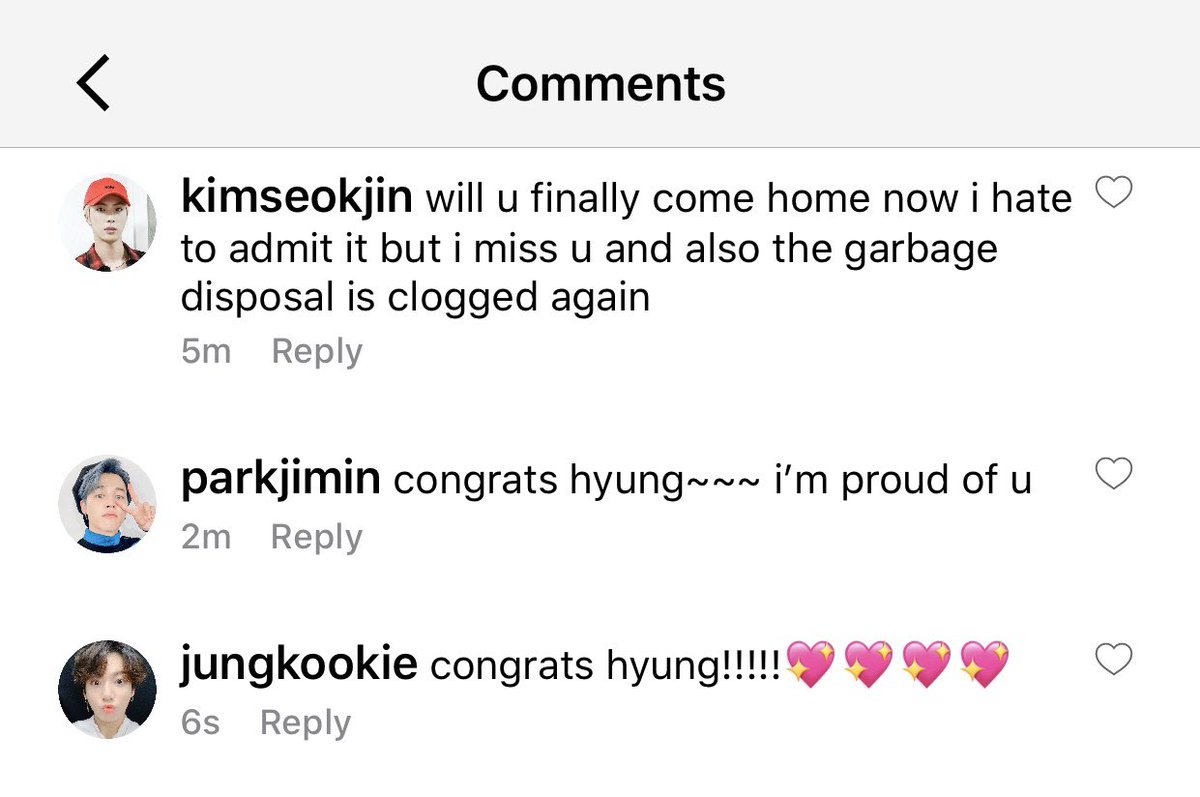 Comments
kimseokjin will u finally come home now i hate
to admit it but i miss u and also the garbage
disposal is clogged again
5m Reply
parkjimin congrats hyung~~~ i’m proud of u
2m Reply
jungkookie congrats hyung!!!!!💖💖💖💖
6s Reply